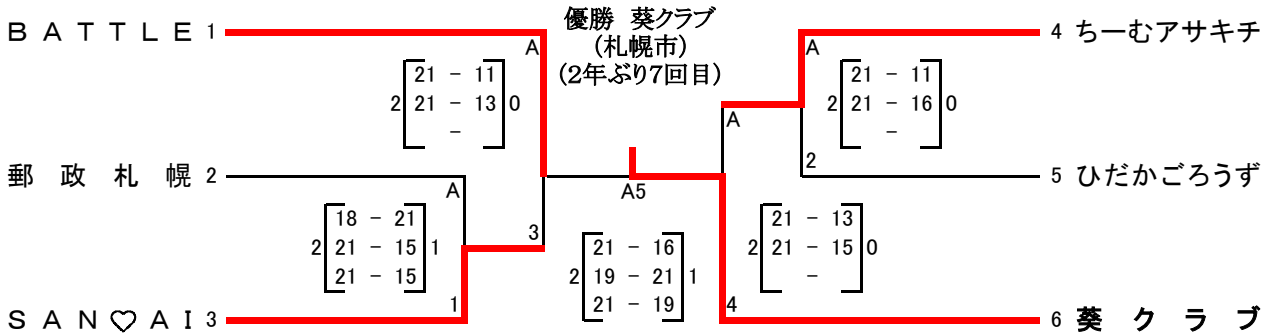 優勝 葵クラブ
(札幌市)
(2年ぶり7回目)
ＢＡＴＴＬＥ 1
A
21 － 11
2 21 － 13 0
－
郵政札幌 2
A
18 － 21
2 21 － 15 1
21 － 15
3
1
ＳＡＮ♡ＡＩ 3
A5
21 － 16
2 19 － 21 1
21 － 19
4 ちーむアサキチ
A
21 － 11
2 21 － 16 0
－
A
2
5 ひだかごろうず
21 － 13
2 21 － 15 0
－
4
6 葵クラブ